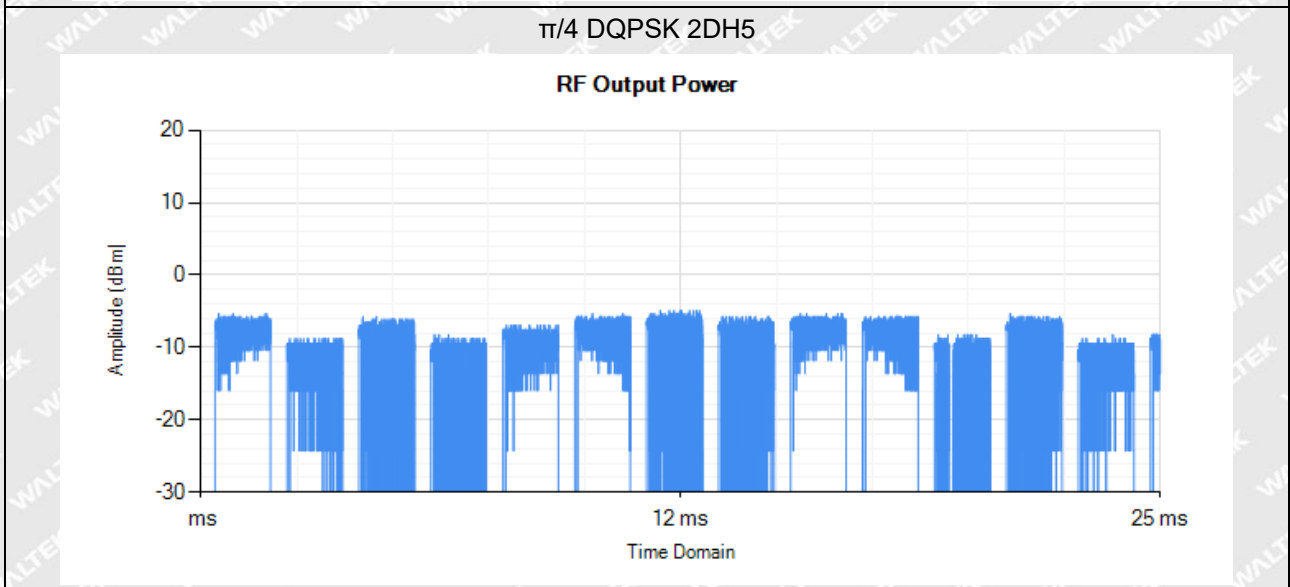 π/4 DQPSK 2DH5
RF Output Power
20
10
0
-10
-20
-30
Amplitude (dBm|
ms
12 ms
25 ms
Time Domain
WALTEK